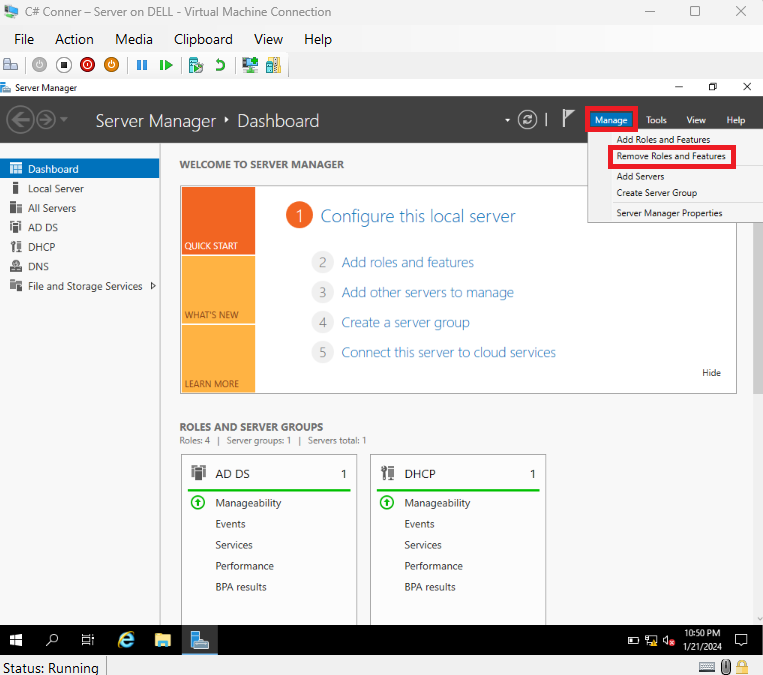 C# Conner – Server on DELL - Virtual Machine Connection
File Action Media Clipboard View Help
Server Manager
Server Manager • Dashboard
Manage Tools View Help
Add Roles and Features
Remove Roles and Features
Add Servers
Create Server Group
Server Manager Properties
Dashboard
Local Server
All Servers
AD DS
DHCP
DNS
File and Storage Services
WELCOME TO SERVER MANAGER
QUICK START
WHAT'S NEW
LEARN MORE
1 Configure this local server
2 Add roles and features
3 Add other servers to manage
4 Create a server group
5 Connect this server to cloud services
Hide
ROLES AND SERVER GROUPS
Roles: 4 | Server groups: 1 | Servers total: 1
AD DS 1
Manageability
Events
Services
Performance
BPA results
DHCP 1
Manageability
Events
Services
Performance
BPA results
10:50 PM
1/21/2024
Status: Running